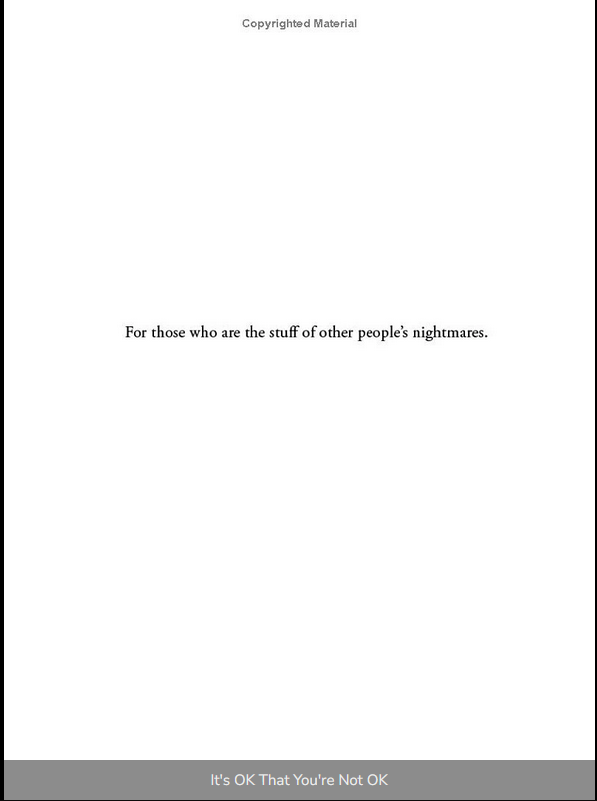 Copyrighted Material
For those who are the stuff of other people’s nightmares.
It's OK That You're Not OK